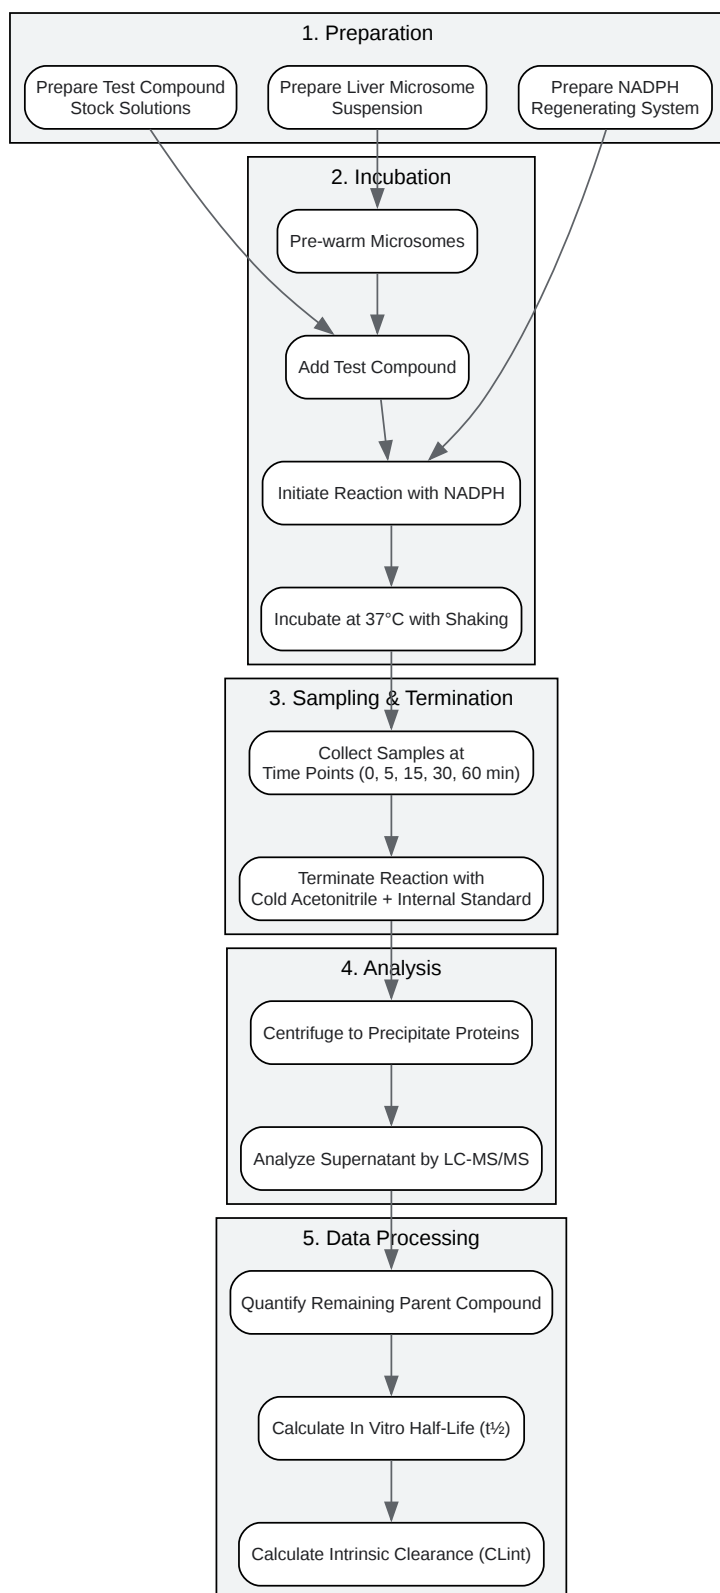 1. Preparation
Prepare Test Compound
Stock Solutions
Prepare Liver Microsome
Suspension
Prepare NADPH
Regenerating System
2. Incubation
Pre-warm Microsomes
Add Test Compound
Initiate Reaction with NADPH
Incubate at 37°C with Shaking
3. Sampling & Termination
Collect Samples at
Time Points (0, 5, 15, 30, 60 min)
Terminate Reaction with
Cold Acetonitrile + Internal Standard
4. Analysis
Centrifuge to Precipitate Proteins
Analyze Supernatant by LC-MS/MS
5. Data Processing
Quantify Remaining Parent Compound
Calculate In Vitro Half-Life (t½)
Calculate Intrinsic Clearance (CLint)